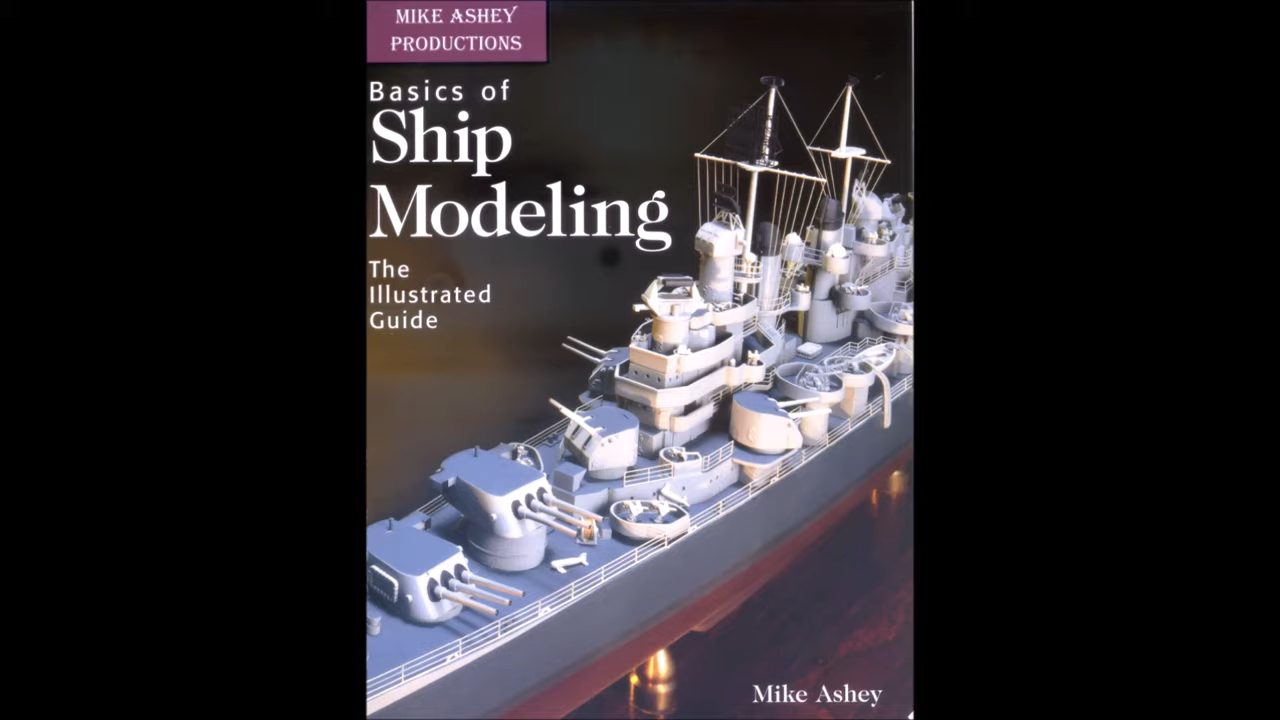 MIKE ASHEY
PRODUCTIONS
Basics of
Ship
Modeling
The
Illustrated
Guide
Mike Ashey